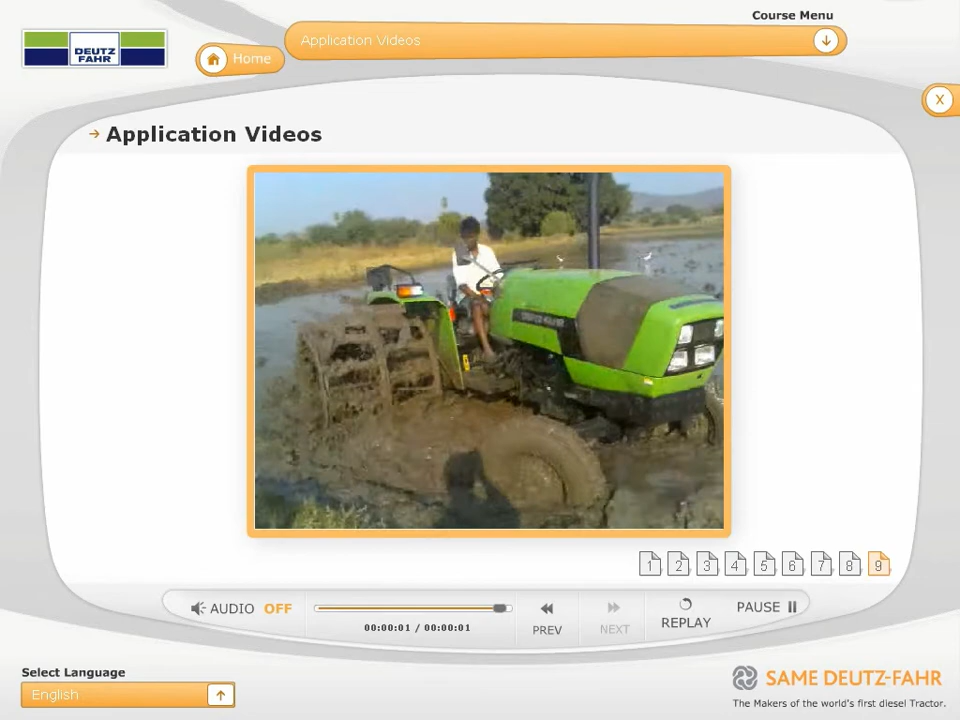 Course Menu
DEUTZ
FAHR
Home
Application Videos
X
Application Videos
1 2 3 4 5 6 7 8 9
AUDIO OFF
00:00:01 / 00:00:01
PREV
NEXT
REPLAY
PAUSE
Select Language
English
SAME DEUTZ-FAHR
The Makers of the world's first diesel Tractor.